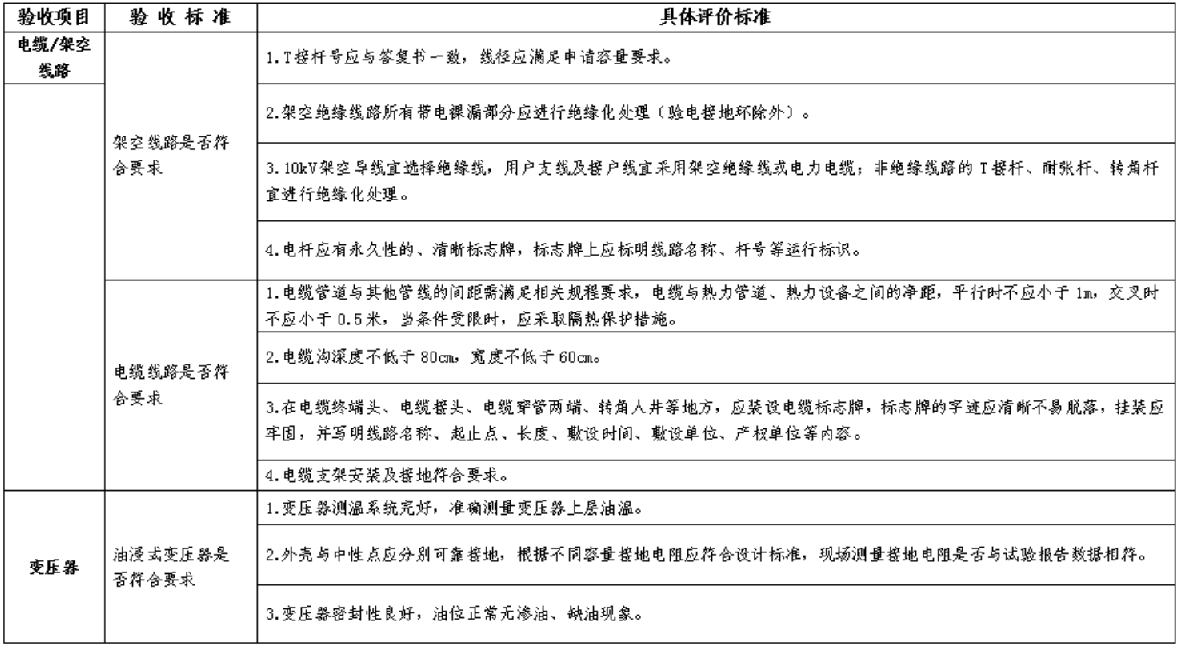 验收项目 验 收 标 准 具体评价标准
电缆/架空
线路
架空线路是否符
合要求
1.T接杆号应与答复书一致，线径应满足申请容量要求。
2.架空绝缘线路所有带电裸漏部分应进行绝缘化处理（验电接地环除外）。
3.10kV架空导线宜选择绝缘线，用户支线及接户线宜采用架空绝缘线或电力电缆；非绝缘线路的 T接杆、耐张杆、转角杆
宜进行绝缘化处理。
4.电杆应有永久性的、清晰标志牌，标志牌上应标明线路名称、杆号等运行标识。
电缆线路是否符
合要求
1.电缆管道与其他管线的间距需满足相关规程要求，电缆与热力管道、热力设备之间的净距，平行时不应小于 1m，交叉时
不应小于 0.5米，当条件受限时，应采取隔热保护措施。
2.电缆沟深度不低于 80cm，宽度不低于 60cm。
3.在电缆终端头、电缆接头、电缆穿管两端、转角人井等地方，应装设电缆标志牌，标志牌的字迹应清晰不易脱落，挂装应
牢固，并写明线路名称、起止点、长度、敷设时间、敷设单位、产权单位等内容。
4.电缆支架安装及接地符合要求。
变压器
油浸式变压器是
否符合要求
1.变压器测温系统完好，准确测量变压器上层油温。
2.外壳与中性点应分别可靠接地，根据不同容量接地电阻应符合设计标准，现场测量接地电阻是否与试验报告数据相符。
3.变压器密封性良好，油位正常无渗油、缺油现象。